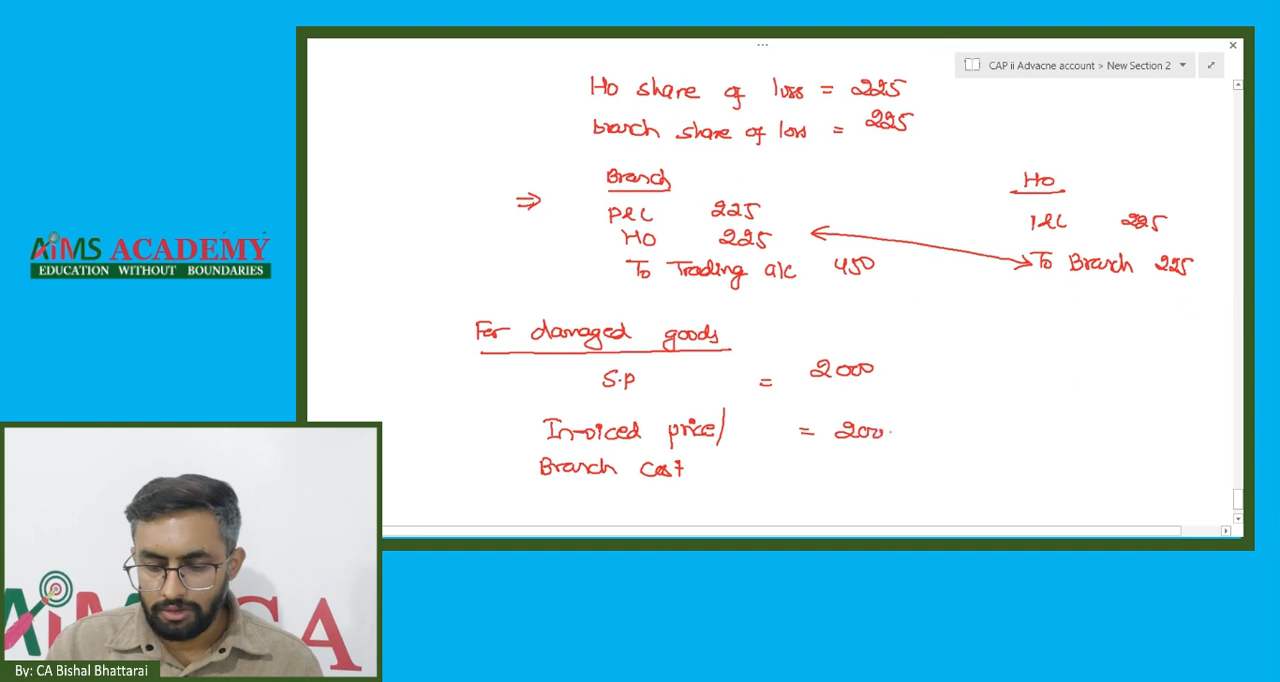 ...
CAP ii Advacne account > New Section 2
Ho share of loss = 225
branch share of loss = 225
⇒ Branch
P&L 225
Ho 225
To Trading a/c 450
Ho
P&L 225
To Branch 225
For damaged goods
S.P = 2000
Invoiced price/ = 200
Branch Cost
AiMS ACADEMY
EDUCATION WITHOUT BOUNDARIES
CA
By: CA Bishal Bhattarai